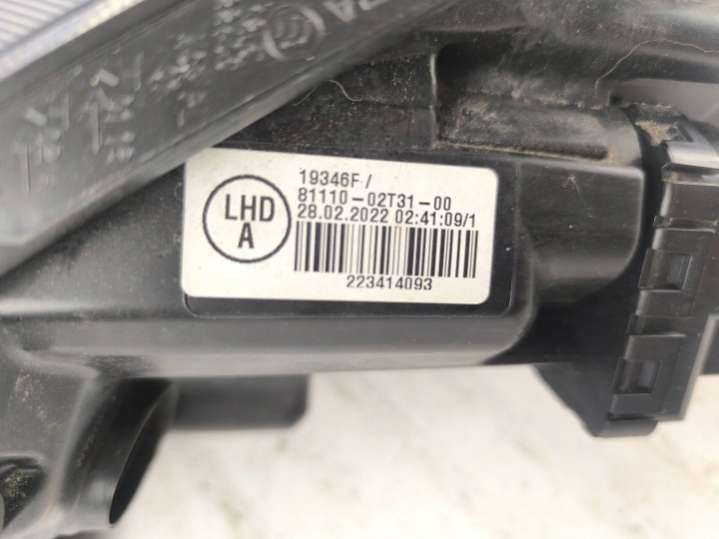 LHD
A
19346F /
81110-02T31-00
28.02.2022 02:41:09/1
223414093